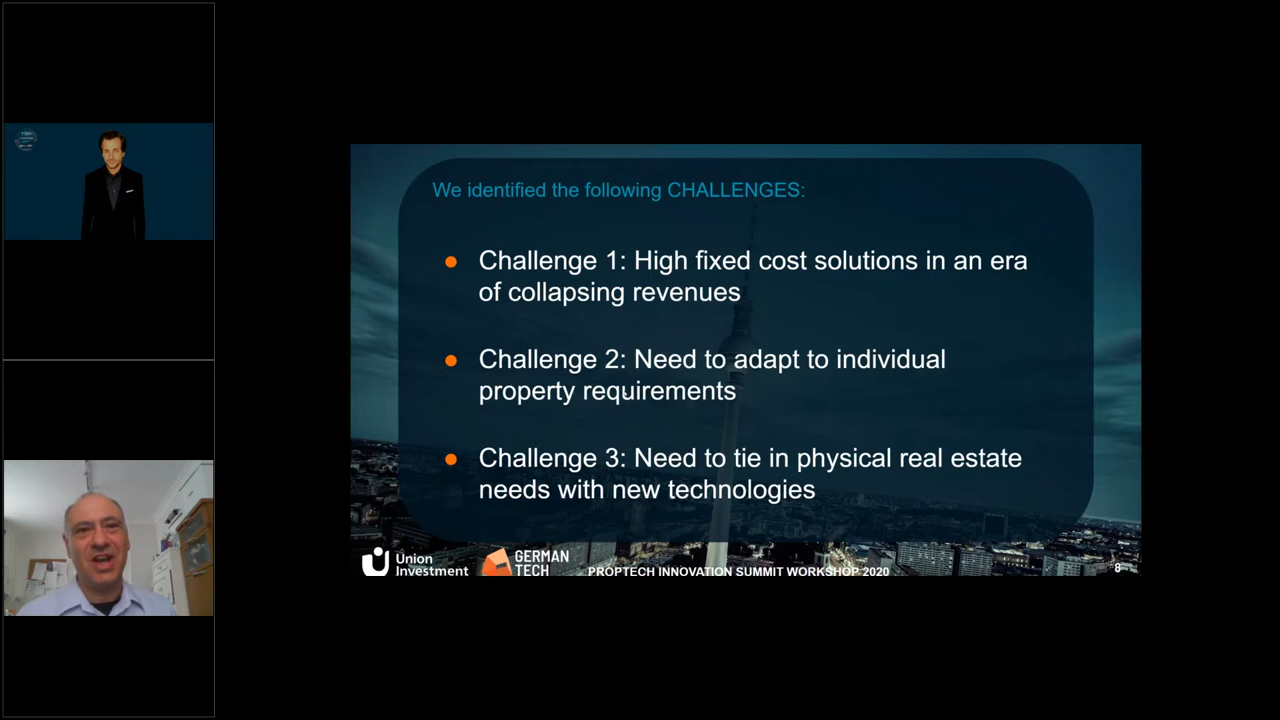 We identified the following CHALLENGES:
● Challenge 1: High fixed cost solutions in an era
of collapsing revenues
● Challenge 2: Need to adapt to individual
property requirements
● Challenge 3: Need to tie in physical real estate
needs with new technologies
Union
Investment
GERMAN
TECH
PROPTECH INNOVATION SUMMIT WORKSHOP 2020
8